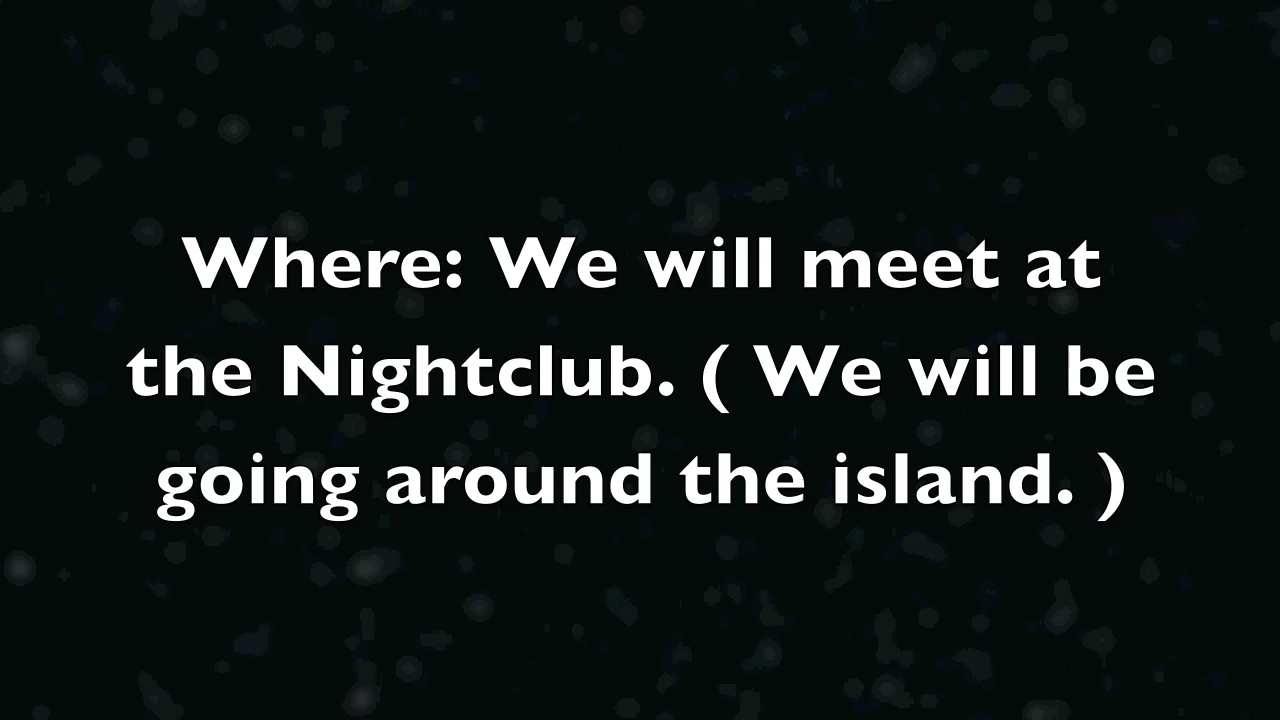 Where: We will meet at
the Nightclub. ( We will be
going around the island. )